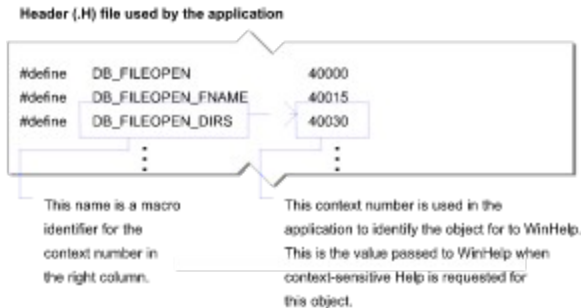 Header (.H) file used by the application
#define DB_FILEOPEN 40000
#define DB_FILEOPEN_FNAME 40015
#define DB_FILEOPEN_DIRS 40030
This name is a macro
identifier for the
context number in
the right column.
This context number is used in the
application to identify the object for to WinHelp.
This is the value passed to WinHelp when
context-sensitive Help is requested for
this object.